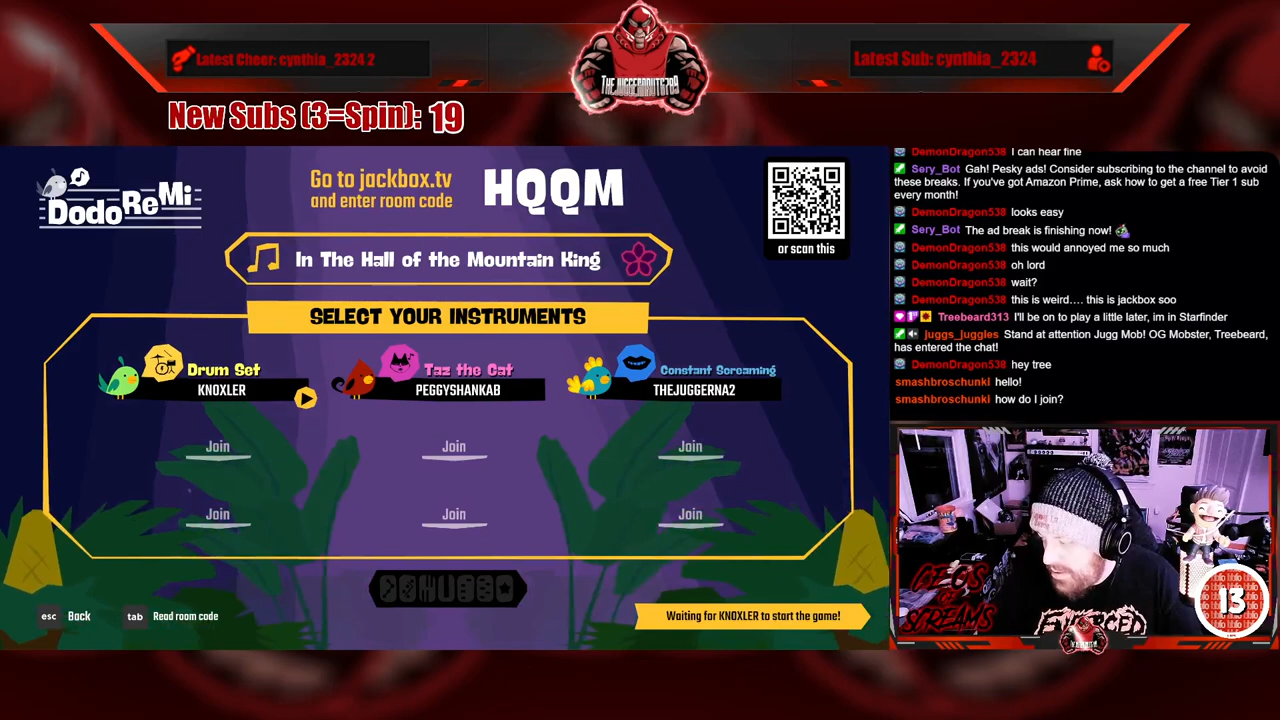 Latest Cheer: cynthia_2324 2
THEJUGGERNAUT6789
Latest Sub: cynthia_2324
New Subs (3=Spin): 19
DodoReMi
Go to jackbox.tv
and enter room code
HQQM
or scan this
In The Hall of the Mountain King
SELECT YOUR INSTRUMENTS
Drum Set
KNOXLER
Taz the Cat
PEGGYSHANKAB
Constant Screaming
THEJUGGERNA2
Join
Join
Join
Join
Join
Join
esc Back
tab Read room code
Waiting for KNOXLER to start the game!
DemonDragon538 I can hear fine
Sery_Bot Gah! Pesky ads! Consider subscribing to the channel to avoid
these breaks. If you've got Amazon Prime, ask how to get a free Tier 1 sub
every month!
DemonDragon538 looks easy
Sery_Bot The ad break is finishing now!
DemonDragon538 this would annoyed me so much
DemonDragon538 oh lord
DemonDragon538 wait?
DemonDragon538 this is weird.... this is jackbox soo
Treebeard313 I'll be on to play a little later, im in Starfinder
juggs_juggles Stand at attention Jugg Mob! OG Mobster, Treebeard,
has entered the chat!
DemonDragon538 hey tree
smashbroschunki hello!
smashbroschunki how do I join?
13